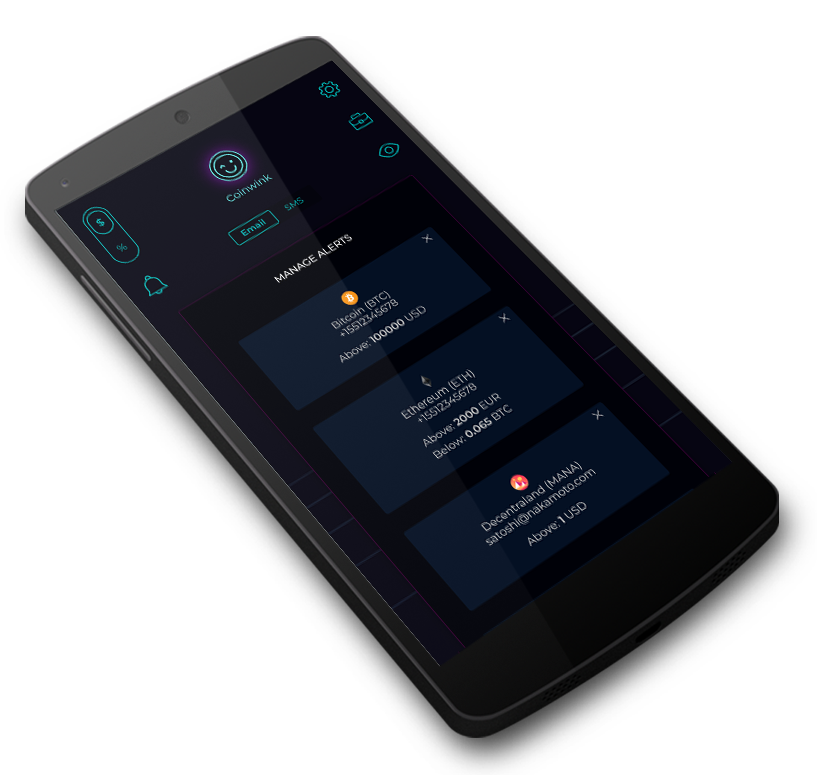 $
%
Coinwink
Email
SMS
MANAGE ALERTS
Bitcoin (BTC)
+15512345678
Above: 100000 USD
Ethereum (ETH)
+15512345678
Above: 2000 EUR
Below: 0.065 BTC
Decentraland (MANA)
satoshi@nakamoto.com
Above: 1 USD